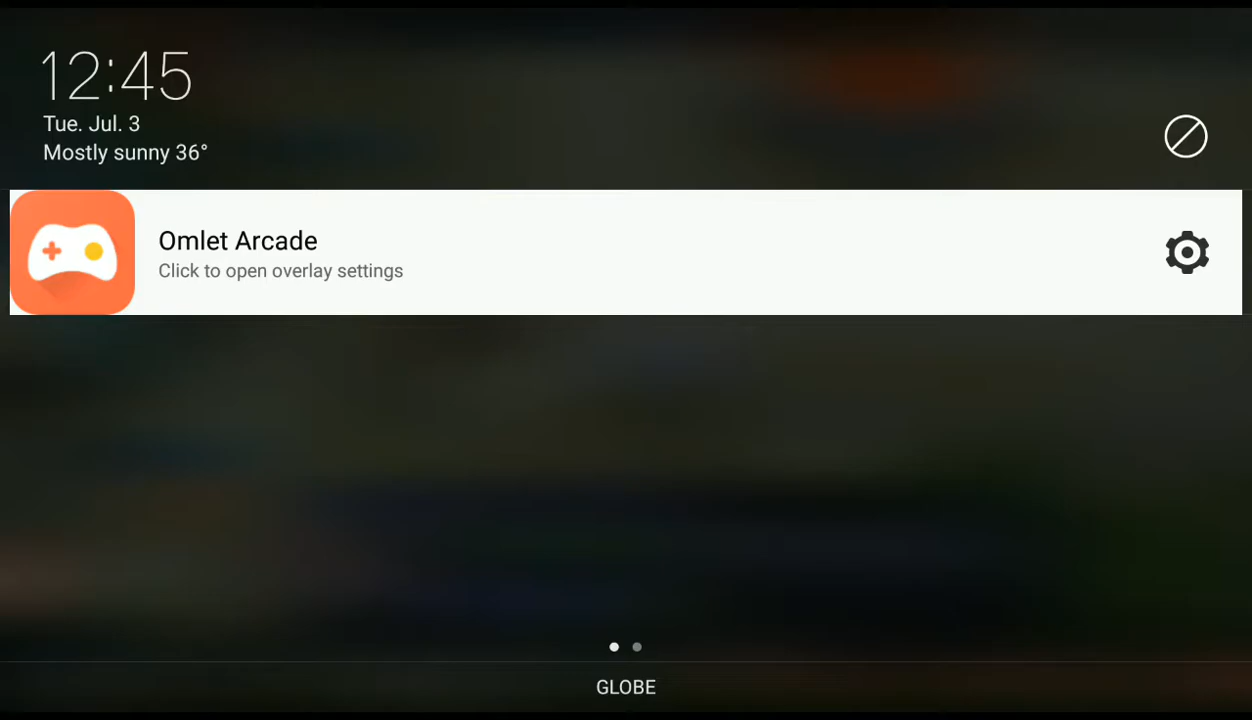 12:45
Tue. Jul. 3
Mostly sunny 36°
Omlet Arcade
Click to open overlay settings
GLOBE